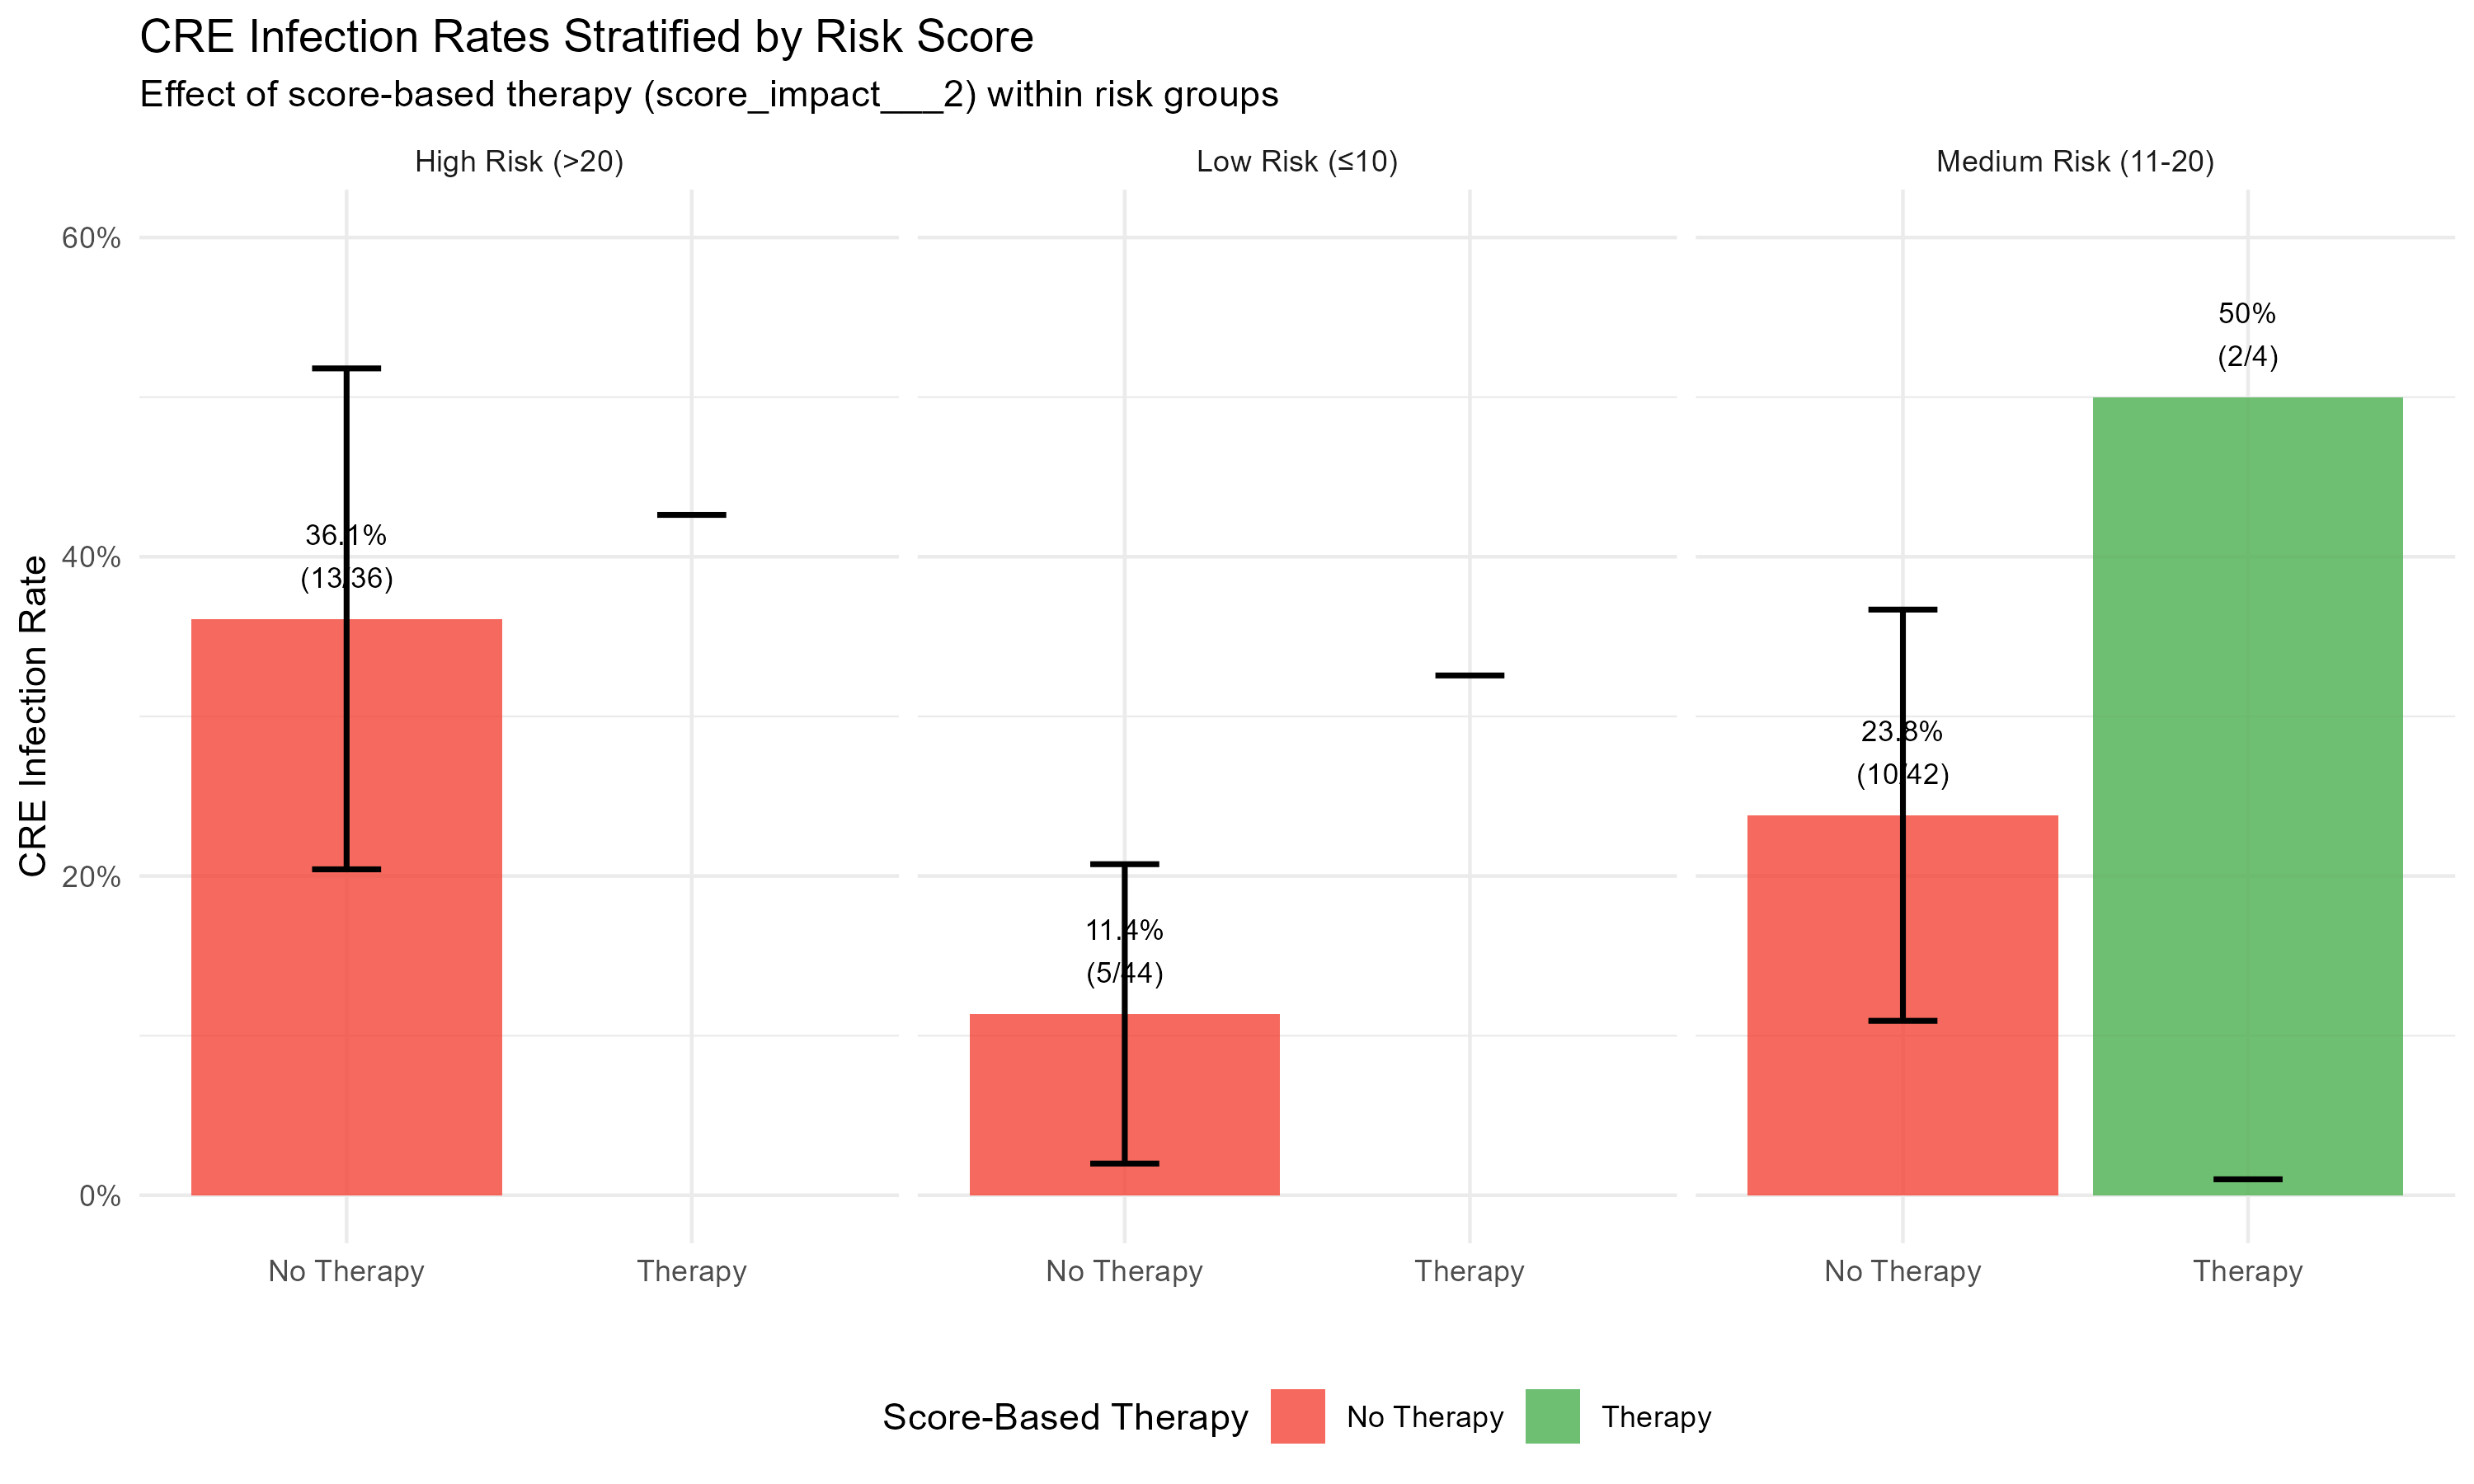 CRE Infection Rates Stratified by Risk Score
Effect of score-based therapy (score_impact___2) within risk groups
High Risk (>20)
Low Risk (≤10)
Medium Risk (11-20)
CRE Infection Rate
60%
40%
20%
0%
36.1%
(13/36)
11.4%
(5/44)
23.8%
(10/42)
50%
(2/4)
No Therapy
Therapy
No Therapy
Therapy
No Therapy
Therapy
Score-Based Therapy
No Therapy
Therapy